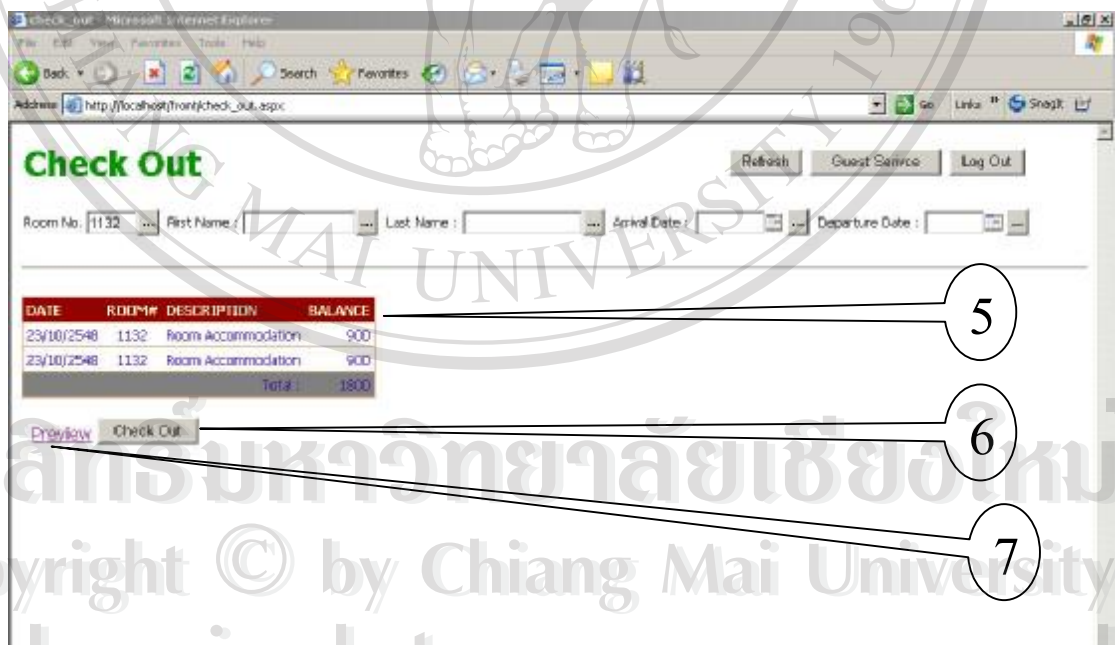 check_out - Microsoft Internet Explorer
File Edit View Favorites Tools Help
Back Search Favorites
Address http://localhost/front/check_out.aspx Go Links » SnagIt
Check Out
Refresh Guest Service Log Out
Room No. 1132 ... First Name : ... Last Name : ... Arrival Date : ... Departure Date : ...
DATE ROOM# DESCRIPTION BALANCE
23/10/2548 1132 Room Accommodation 900
23/10/2548 1132 Room Accommodation 900
Total : 1800
Preview Check Out
5
6
7
ลิขสิทธิ์มหาวิทยาลัยเชียงใหม่
Copyright © by Chiang Mai University
CHIANG MAI UNIVERSITY